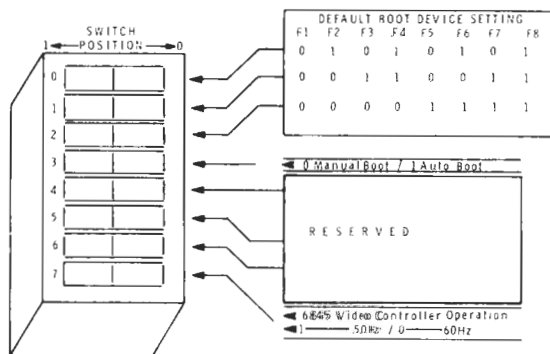 SWITCH
1 POSITION 0
0
1
2
3
4
5
6
7
DEFAULT BOOT DEVICE SETTING
F1 F2 F3 F4 F5 F6 F7 F8
0 1 0 1 0 1 0 1
0 0 1 1 0 0 1 1
0 0 0 0 1 1 1 1
0 Manual Boot / 1 Auto Boot
RESERVED
6845 Video Controller Operation
1 50Hz / 0 60Hz